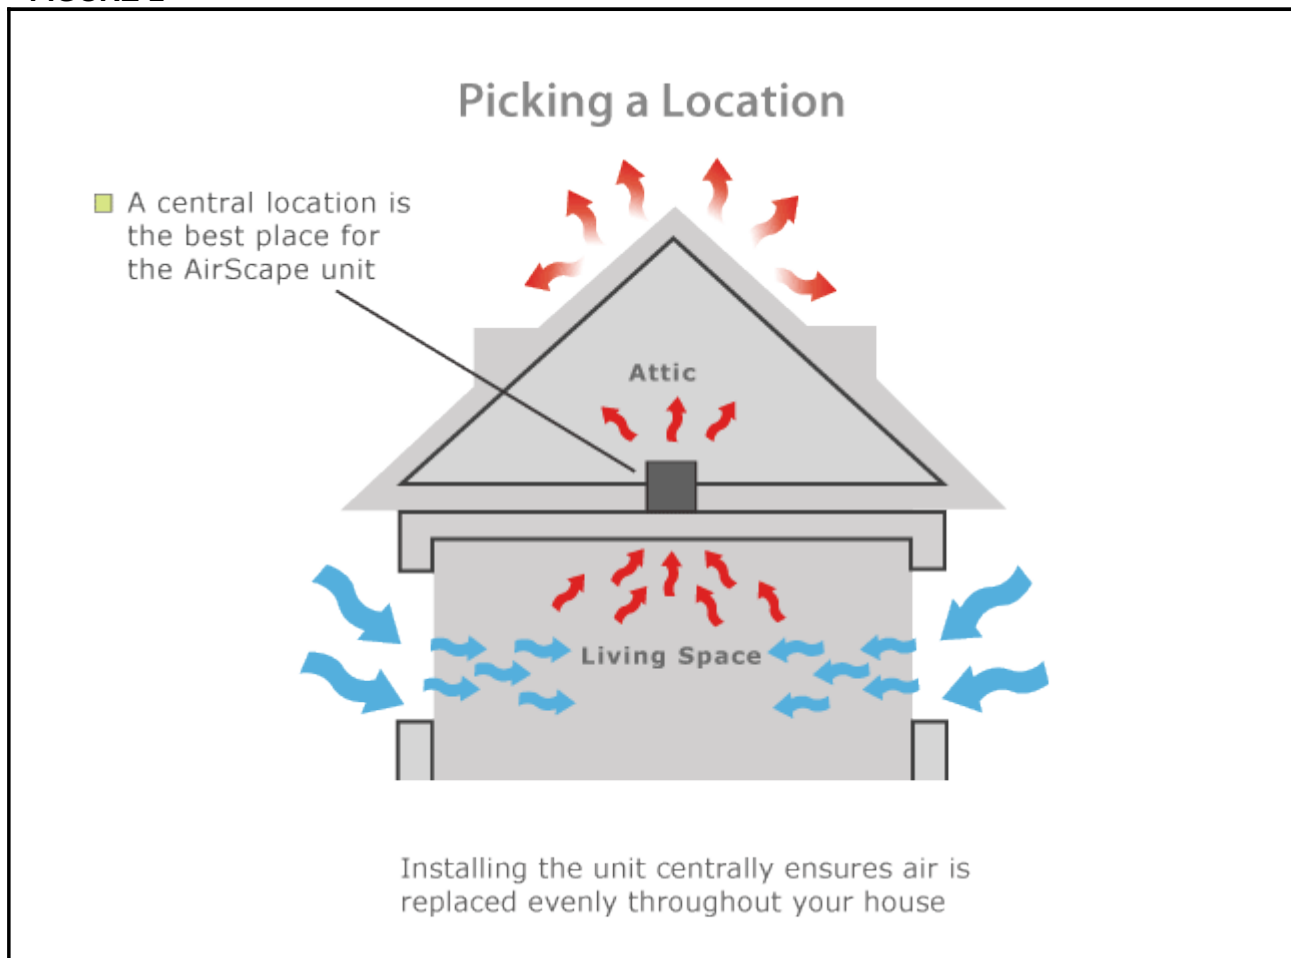 Picking a Location
A central location is
the best place for
the AirScape unit
Attic
Living Space
Installing the unit centrally ensures air is
replaced evenly throughout your house